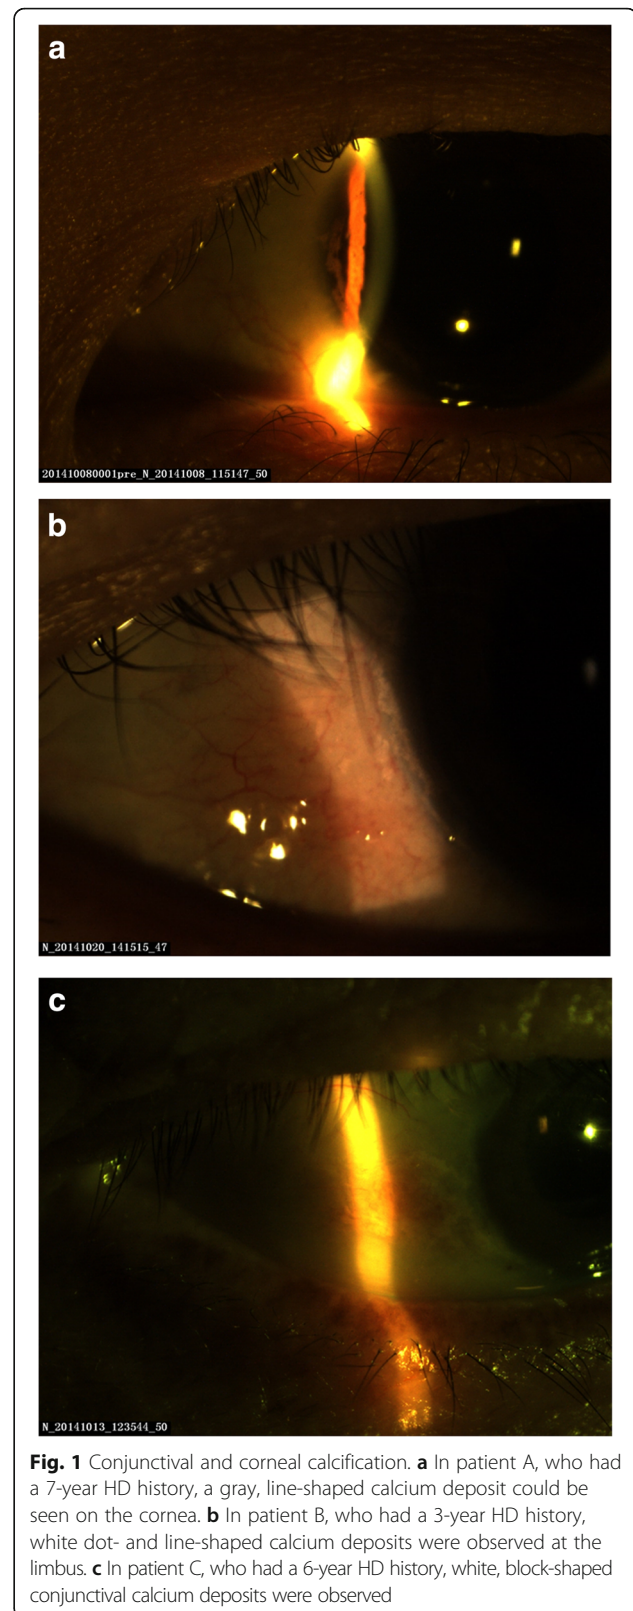 a
201410080001pre_N_20141008_115147_50
b
N_20141020_141515_47
c
N_20141013_123544_50
Fig. 1 Conjunctival and corneal calcification. a In patient A, who had
a 7-year HD history, a gray, line-shaped calcium deposit could be
seen on the cornea. b In patient B, who had a 3-year HD history,
white dot- and line-shaped calcium deposits were observed at the
limbus. c In patient C, who had a 6-year HD history, white, block-shaped
conjunctival calcium deposits were observed